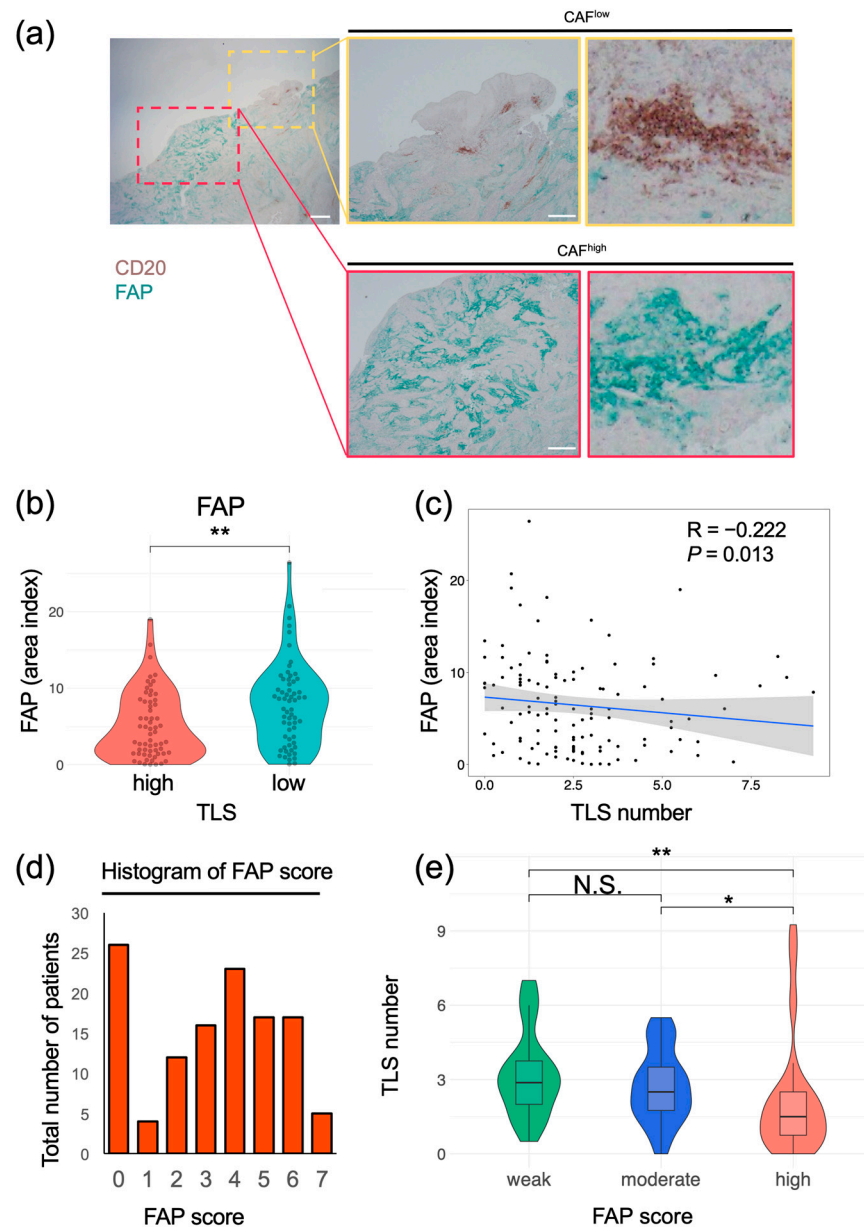 (a)
CAFlow
CAFhigh
CD20
FAP
(b)
FAP
**
FAP (area index)
20
10
0
high
low
TLS
(c)
R = −0.222
P = 0.013
FAP (area index)
20
10
0
0.0
2.5
5.0
7.5
TLS number
(d)
Histogram of FAP score
Total number of patients
30
25
20
15
10
5
0
0 1 2 3 4 5 6 7
FAP score
(e)
**
N.S.
*
TLS number
9
6
3
0
weak
moderate
high
FAP score